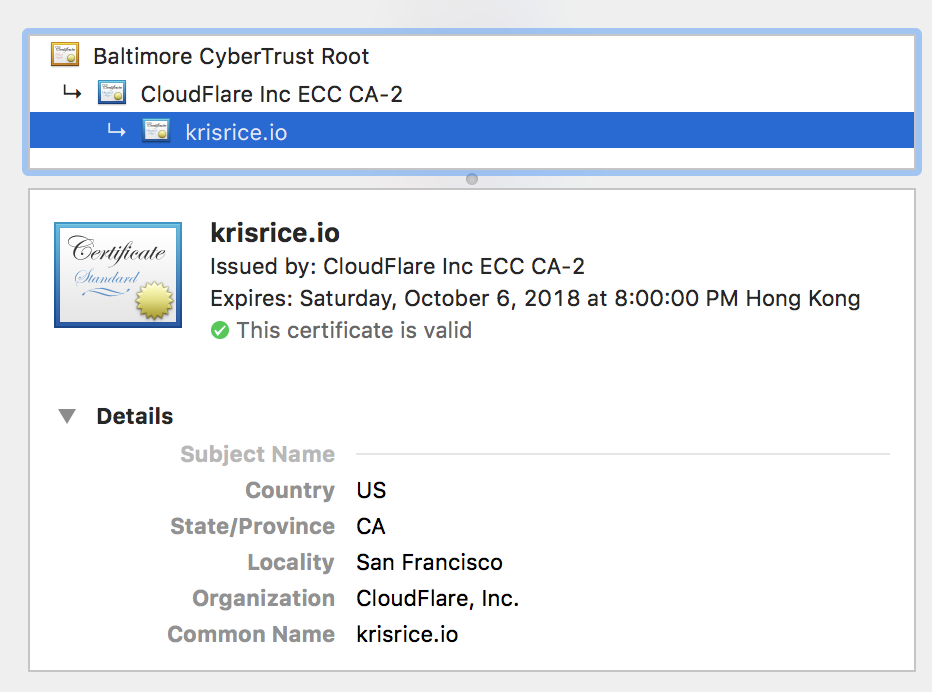 Baltimore CyberTrust Root
CloudFlare Inc ECC CA-2
krisrice.io
Certificate
Standard
krisrice.io
Issued by: CloudFlare Inc ECC CA-2
Expires: Saturday, October 6, 2018 at 8:00:00 PM Hong Kong
This certificate is valid
Details
Subject Name
Country US
State/Province CA
Locality San Francisco
Organization CloudFlare, Inc.
Common Name krisrice.io